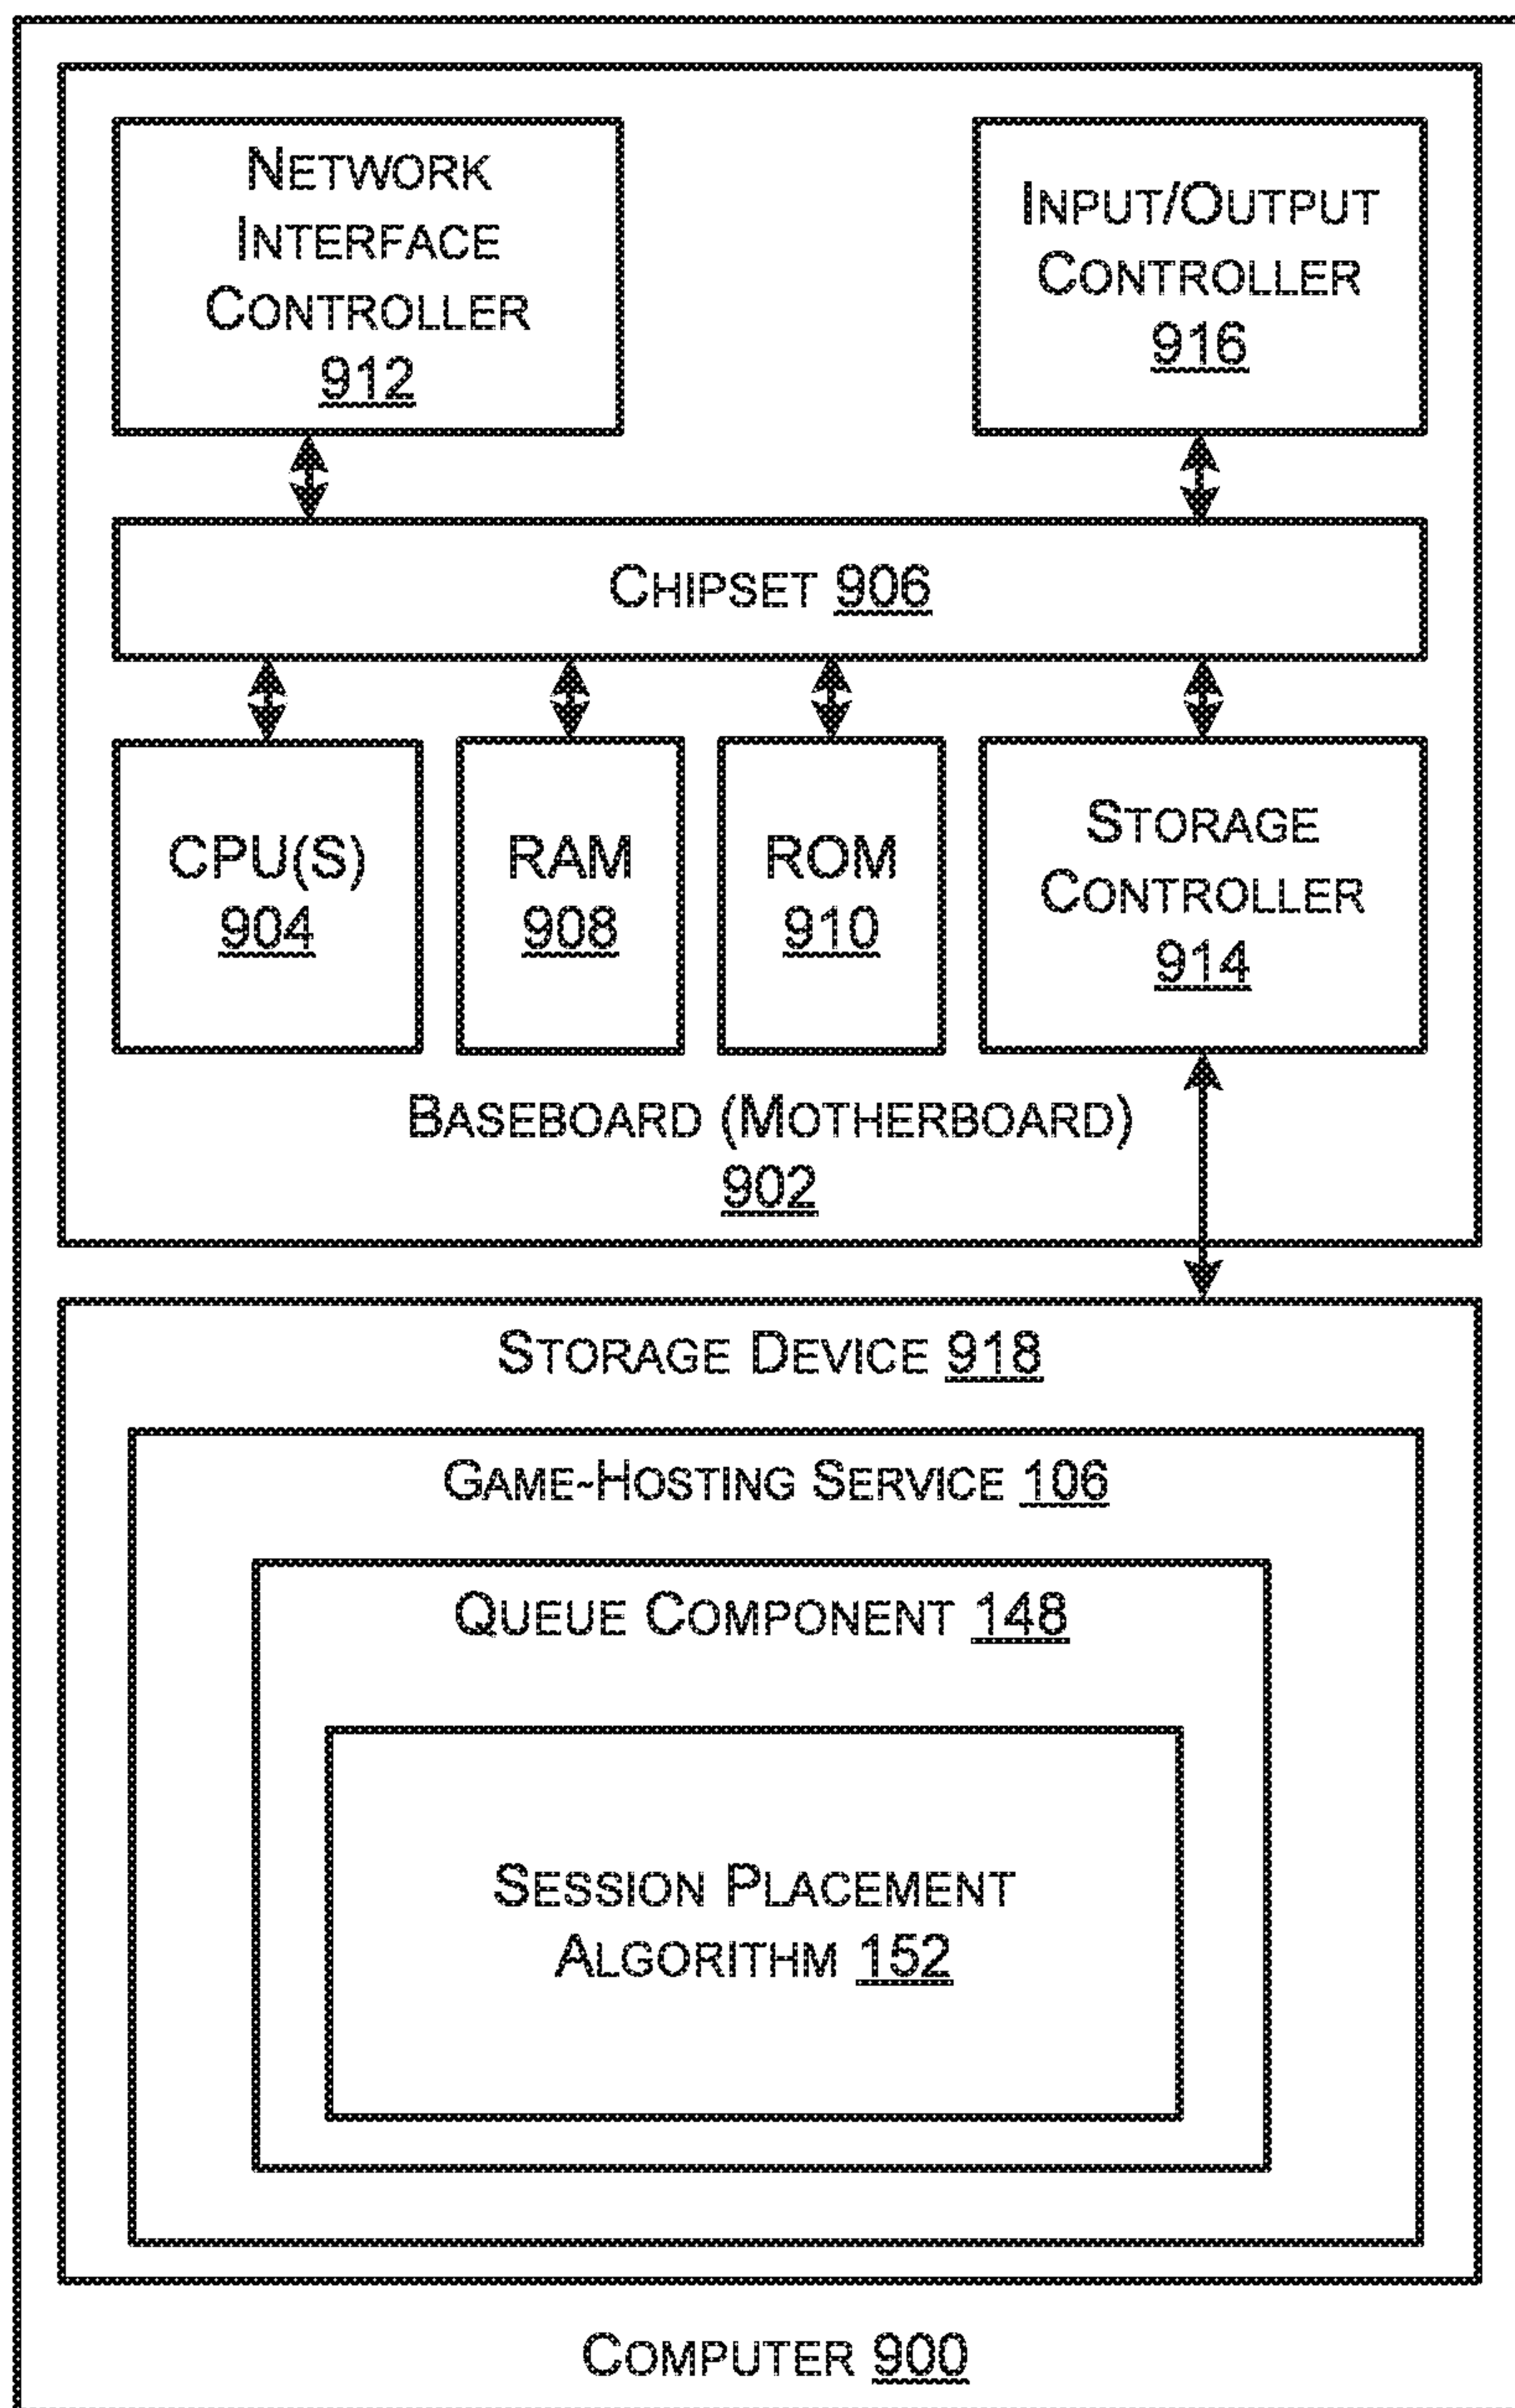 NETWORK
INTERFACE
CONTROLLER
912
INPUT/OUTPUT
CONTROLLER
916
CHIPSET 906
CPU(S)
904
RAM
908
ROM
910
STORAGE
CONTROLLER
914
BASEBOARD (MOTHERBOARD)
902
STORAGE DEVICE 918
GAME-HOSTING SERVICE 106
QUEUE COMPONENT 148
SESSION PLACEMENT
ALGORITHM 152
COMPUTER 900